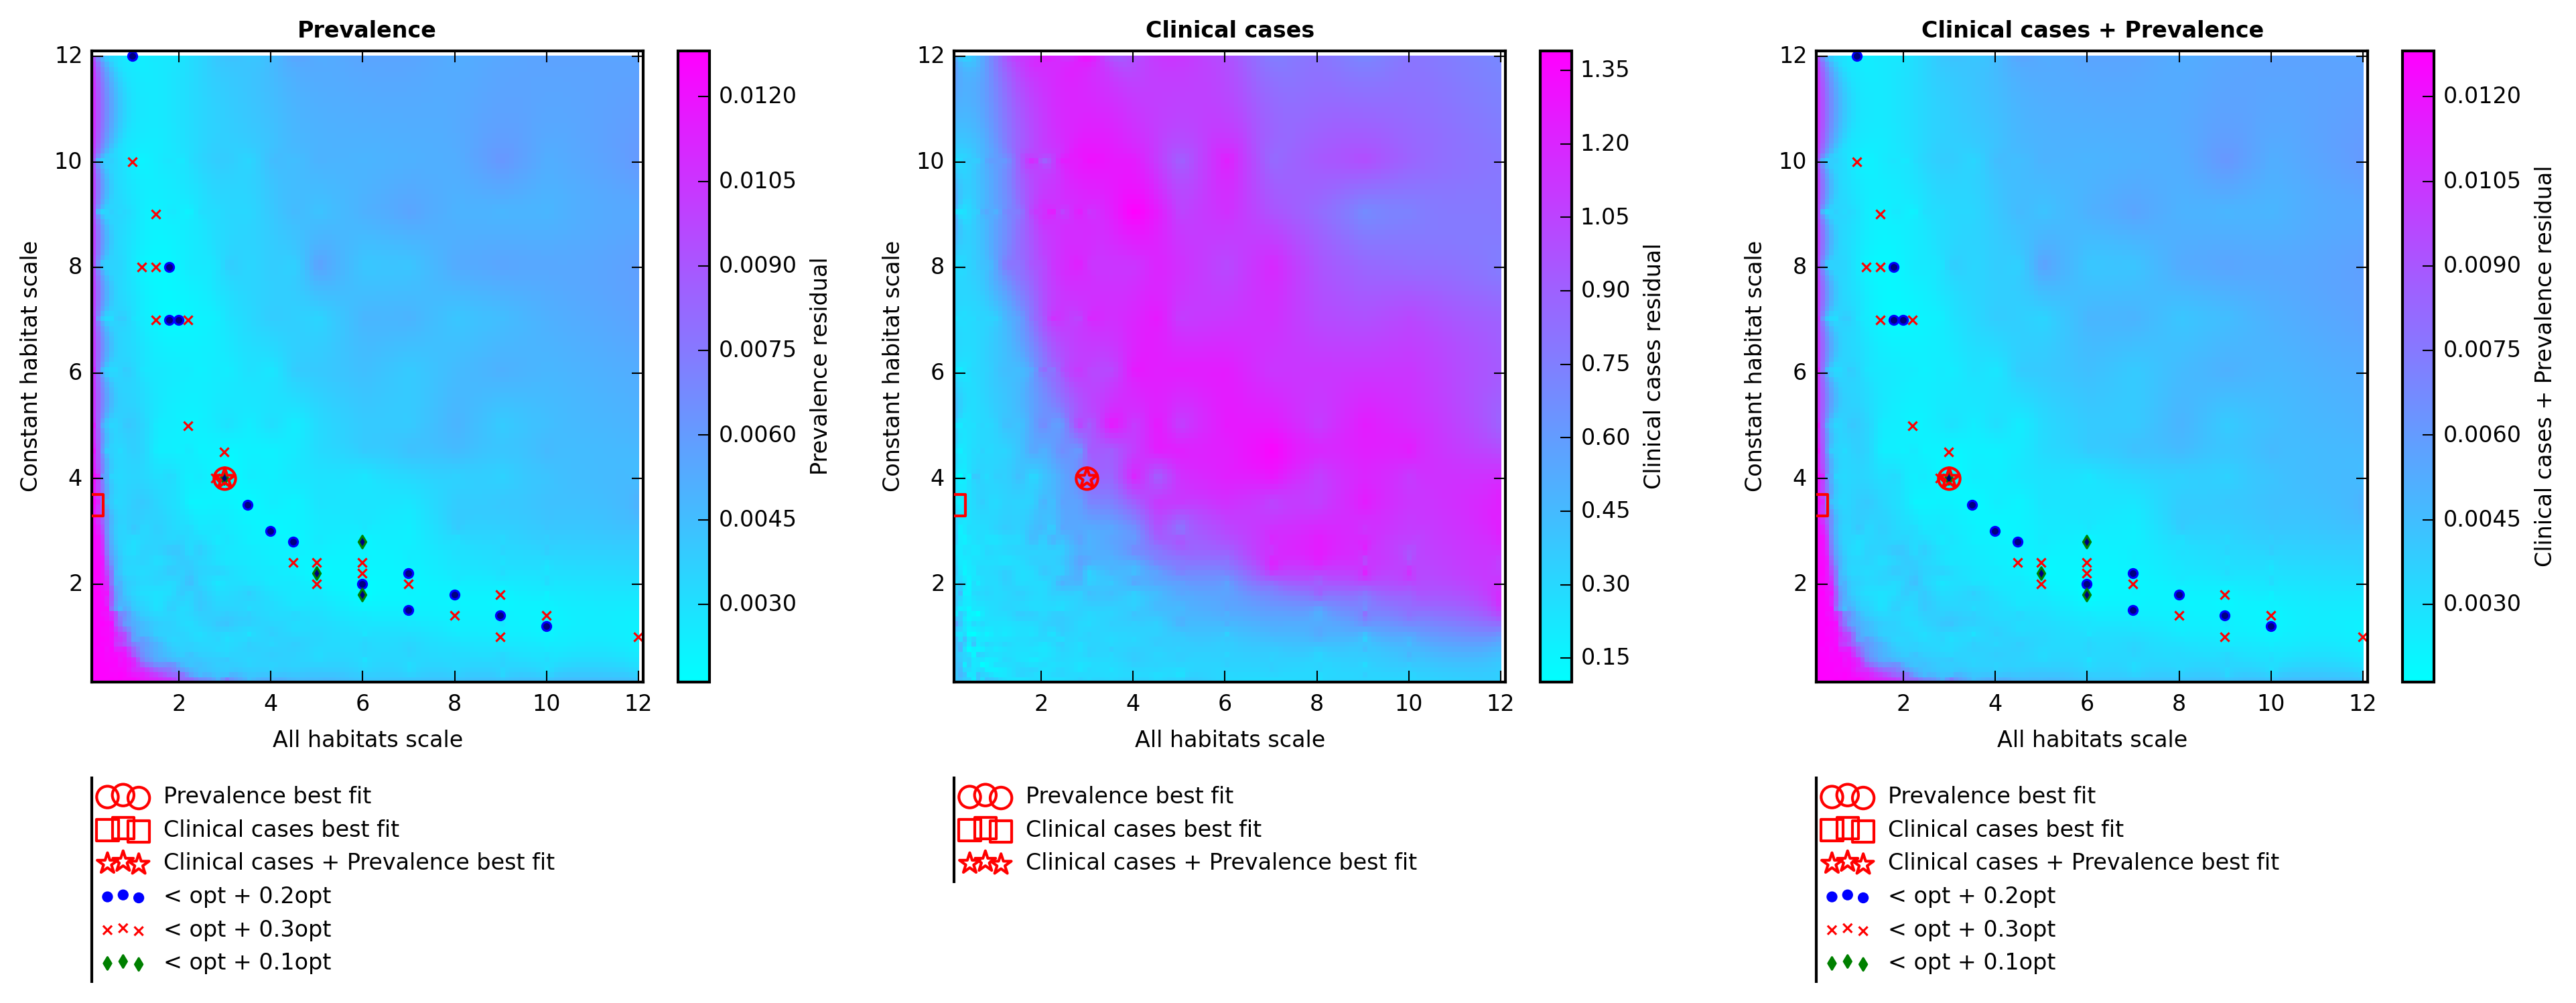 Prevalence
Clinical cases
Clinical cases + Prevalence
12
10
8
6
4
2
Constant habitat scale
2 4 6 8 10 12
All habitats scale
0.0120
0.0105
0.0090
0.0075
0.0060
0.0045
0.0030
Prevalence residual
12
10
8
6
4
2
Constant habitat scale
2 4 6 8 10 12
All habitats scale
1.35
1.20
1.05
0.90
0.75
0.60
0.45
0.30
0.15
Clinical cases residual
12
10
8
6
4
2
Constant habitat scale
2 4 6 8 10 12
All habitats scale
0.0120
0.0105
0.0090
0.0075
0.0060
0.0045
0.0030
Clinical cases + Prevalence residual
Prevalence best fit
Clinical cases best fit
Clinical cases + Prevalence best fit
< opt + 0.2opt
< opt + 0.3opt
< opt + 0.1opt
Prevalence best fit
Clinical cases best fit
Clinical cases + Prevalence best fit
Prevalence best fit
Clinical cases best fit
Clinical cases + Prevalence best fit
< opt + 0.2opt
< opt + 0.3opt
< opt + 0.1opt